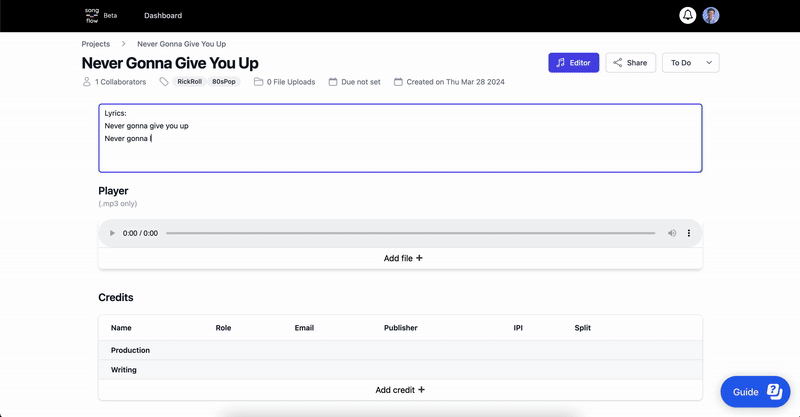 song flow Beta Dashboard
Projects > Never Gonna Give You Up
Never Gonna Give You Up
Editor Share To Do
1 Collaborators RickRoll 80sPop 0 File Uploads Due not set Created on Thu Mar 28 2024
Lyrics:
Never gonna give you up
Never gonna l
Player
(.mp3 only)
0:00 / 0:00
Add file +
Credits
Name Role Email Publisher IPI Split
Production
Writing
Add credit +
Guide